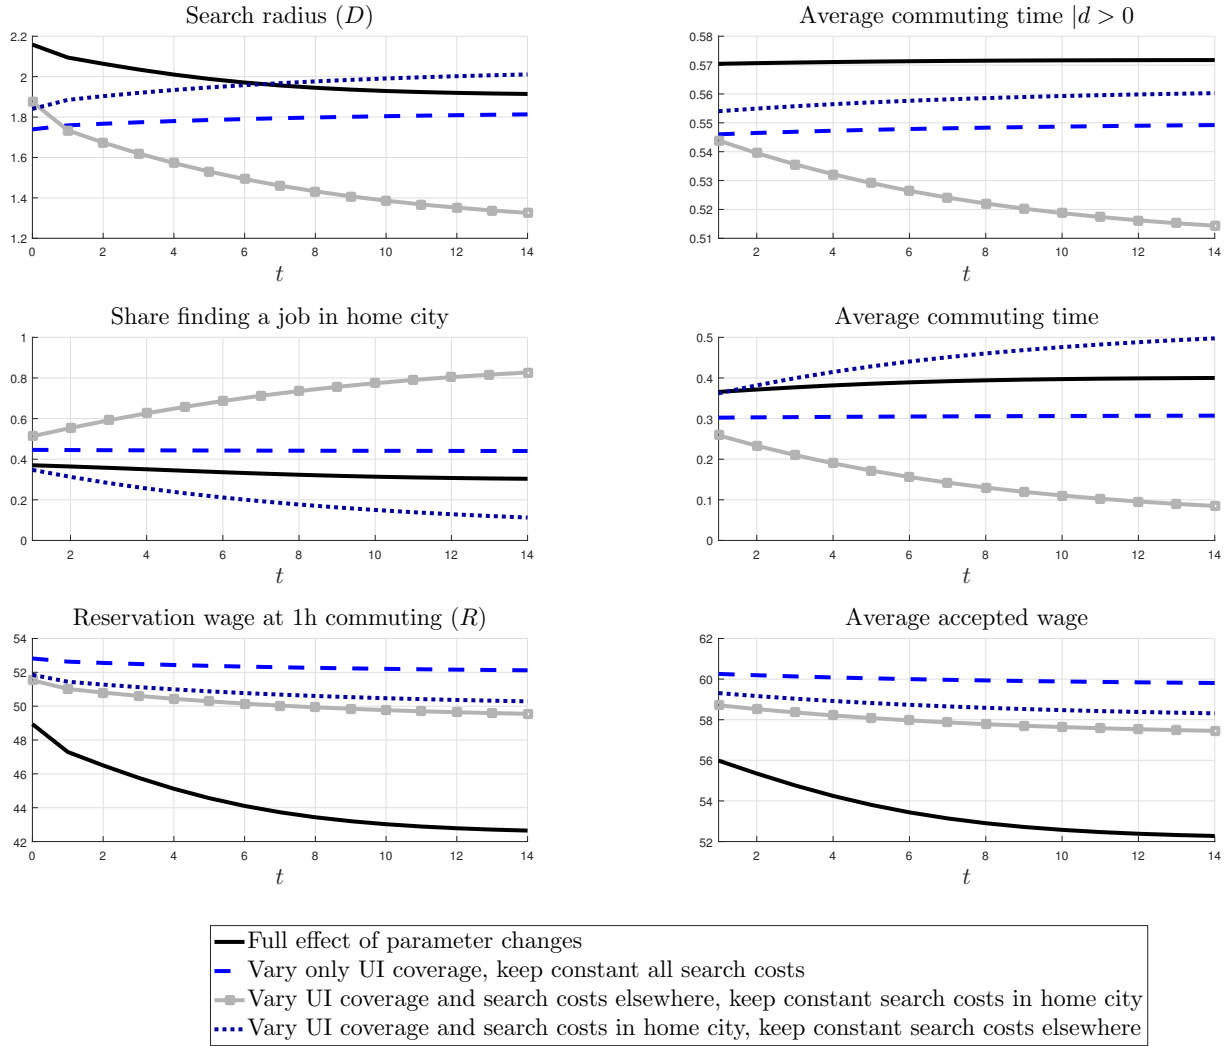 Search radius (D)
2.2
2
1.8
1.6
1.4
1.2
0 2 4 6 8 10 12 14
t
Average commuting time |d > 0
0.58
0.57
0.56
0.55
0.54
0.53
0.52
0.51
2 4 6 8 10 12 14
t
Share finding a job in home city
1
0.8
0.6
0.4
0.2
0
2 4 6 8 10 12 14
t
Average commuting time
0.5
0.4
0.3
0.2
0.1
0
2 4 6 8 10 12 14
t
Reservation wage at 1h commuting (R)
54
52
50
48
46
44
42
0 2 4 6 8 10 12 14
t
Average accepted wage
62
60
58
56
54
52
2 4 6 8 10 12 14
t
Full effect of parameter changes
Vary only UI coverage, keep constant all search costs
Vary UI coverage and search costs elsewhere, keep constant search costs in home city
Vary UI coverage and search costs in home city, keep constant search costs elsewhere